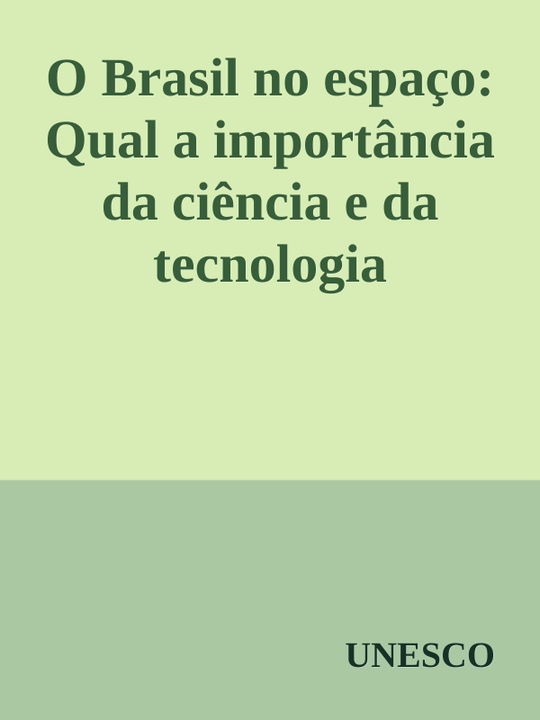 O Brasil no espaço:
Qual a importância
da ciência e da
tecnologia
UNESCO